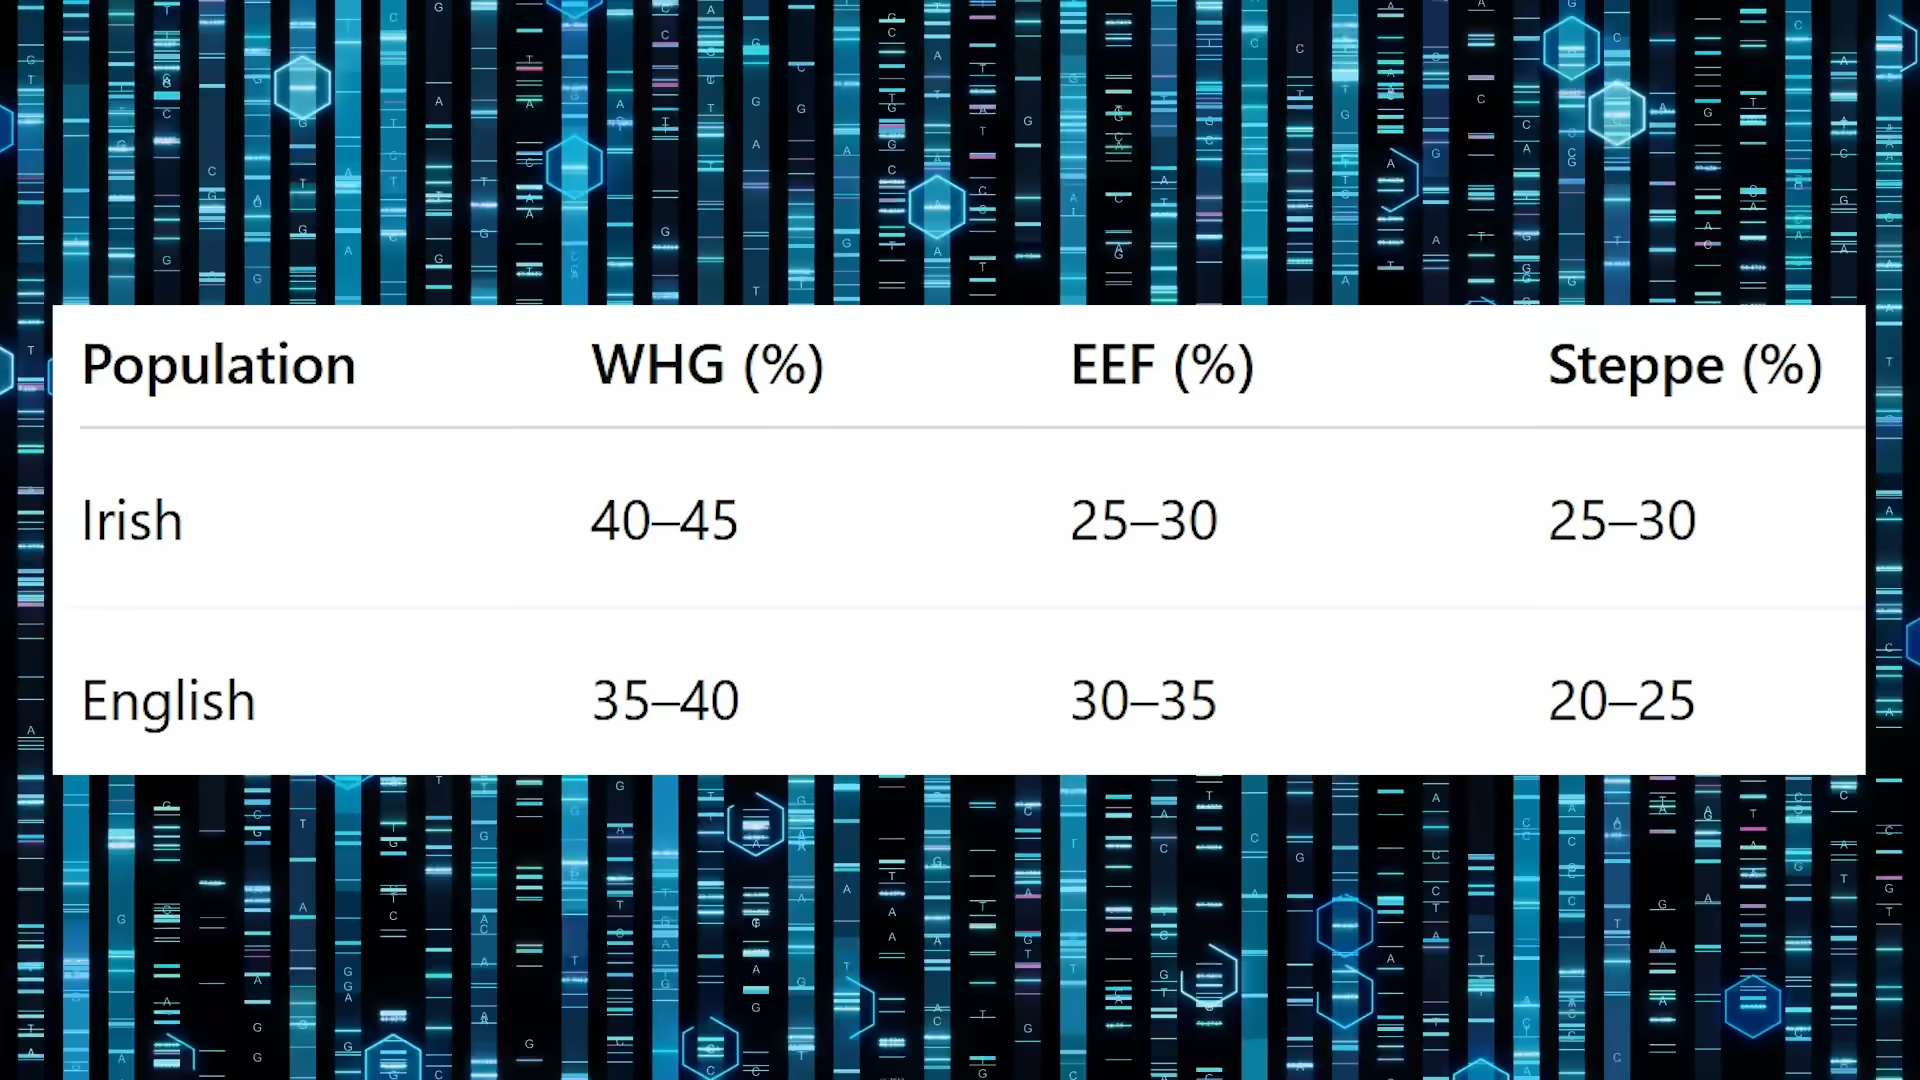 Population WHG (%) EEF (%) Steppe (%)
Irish 40–45 25–30 25–30
English 35–40 30–35 20–25